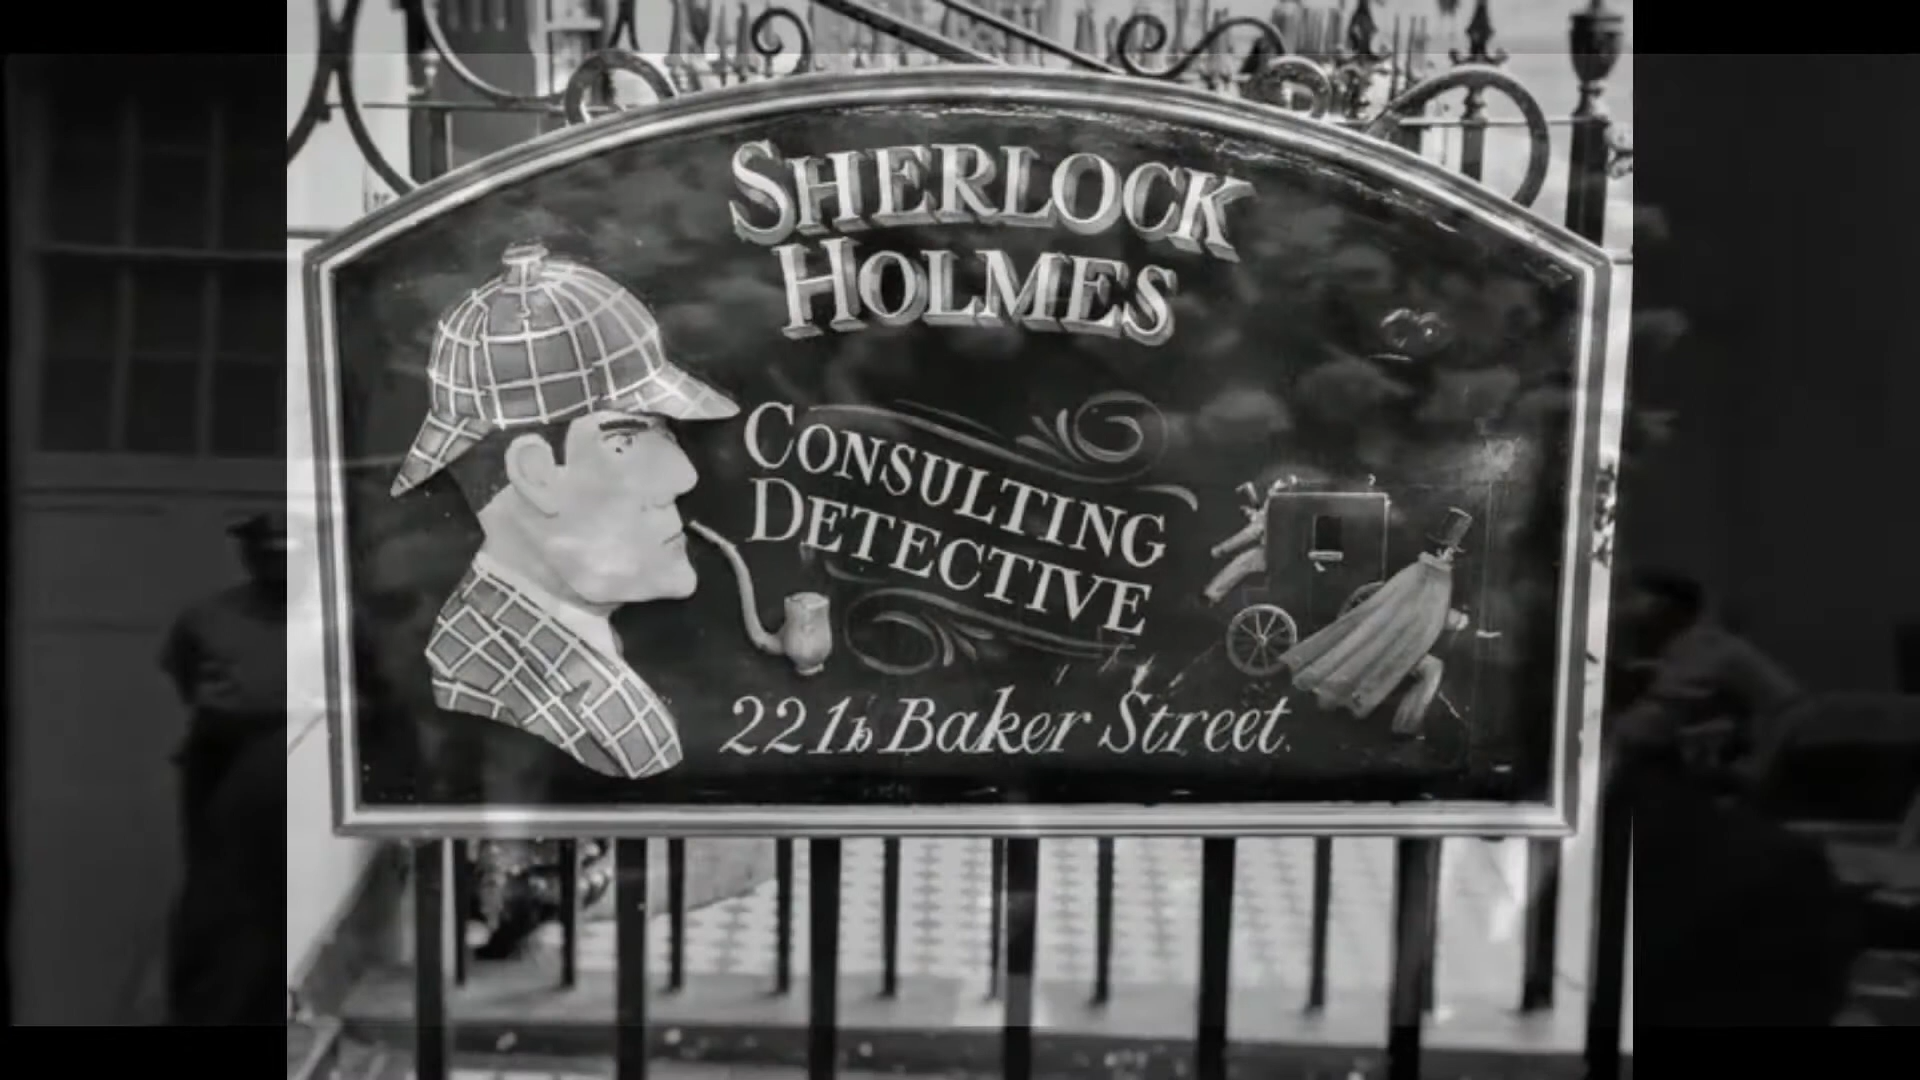 SHERLOCK
HOLMES
CONSULTING
DETECTIVE
221b Baker Street.